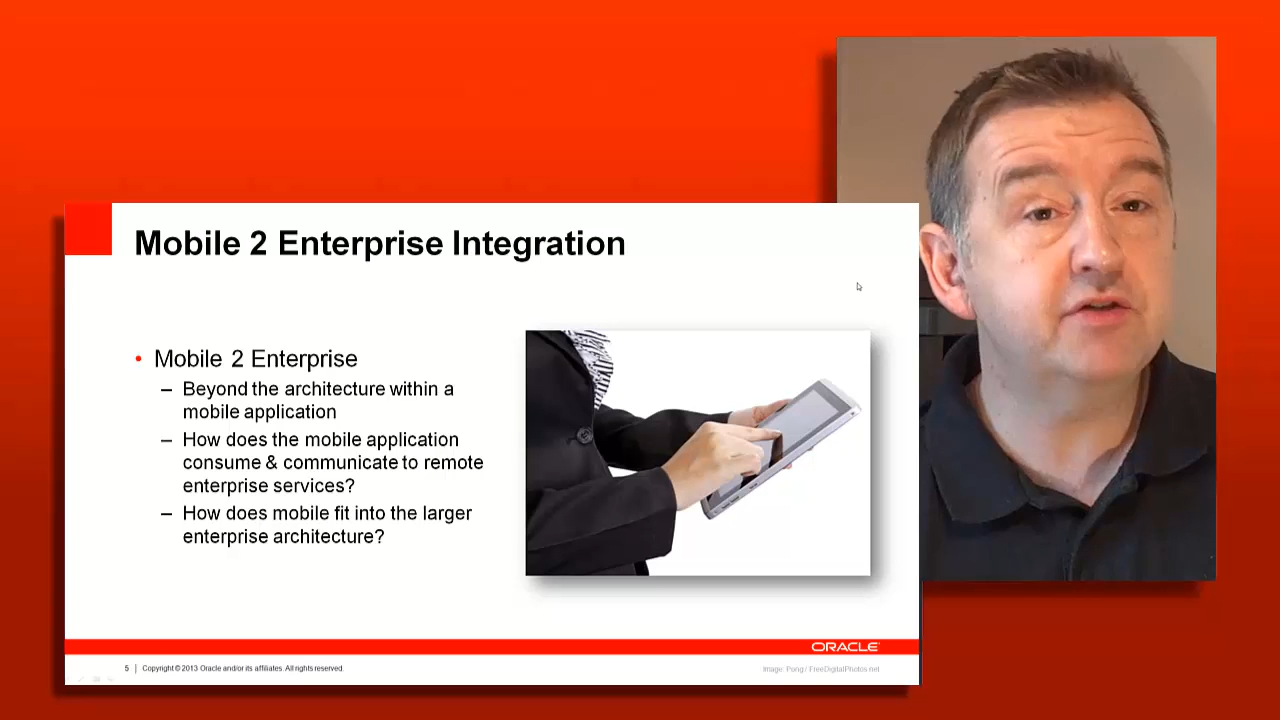 Mobile 2 Enterprise Integration
• Mobile 2 Enterprise
– Beyond the architecture within a
mobile application
– How does the mobile application
consume & communicate to remote
enterprise services?
– How does mobile fit into the larger
enterprise architecture?
ORACLE
5 | Copyright © 2013 Oracle and/or its affiliates. All rights reserved.
Image: Pong / FreeDigitalPhotos.net